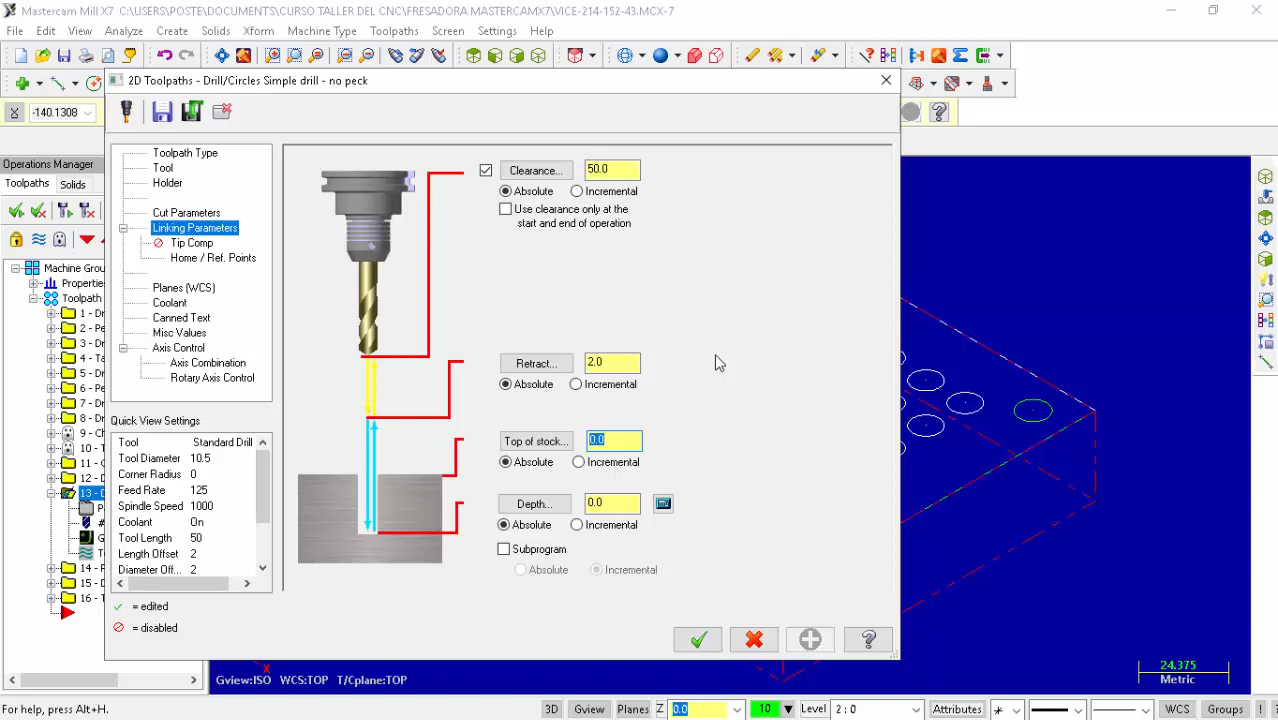 Mastercam Mill X7 C:\USERS\POSTE\DOCUMENTS\CURSO TALLER DEL CNC\FRESADORA MASTERCAMX7\VICE-214-152-43.MCX-7
File Edit View Analyze Create Solids Xform Machine Type Toolpaths Screen Settings Help
2D Toolpaths - Drill/Circles Simple drill - no peck
-140.1308
Operations Manager
Toolpaths Solids
Machine Grou
Properties
Toolpath
1 - Dr
2 - Pe
3 - Dr
4 - Pe
5 - Dr
6 - Pe
7 - Dr
8 - Pe
9 - Ch
10 - T
11 - C
12 - D
13 - D
14 - P
15 - D
16 - T
Toolpath Type
Tool
Holder
Cut Parameters
Linking Parameters
Tip Comp
Home / Ref. Points
Planes (WCS)
Coolant
Canned Text
Misc Values
Axis Control
Axis Combination
Rotary Axis Control
Quick View Settings
Tool Standard Drill
Tool Diameter 10.5
Corner Radius 0
Feed Rate 125
Spindle Speed 1000
Coolant On
Tool Length 50
Length Offset 2
Diameter Off... 2
= edited
= disabled
Clearance... 50.0
Absolute Incremental
Use clearance only at the
start and end of operation
Retract... 2.0
Absolute Incremental
Top of stock... 0.0
Absolute Incremental
Depth... 0.0
Absolute Incremental
Subprogram
Absolute Incremental
24.375
Metric
Gview:ISO WCS:TOP T/Cplane:TOP
For help, press Alt+H.
3D Gview Planes Z 0.0 10 Level 2 : 0 Attributes WCS Groups